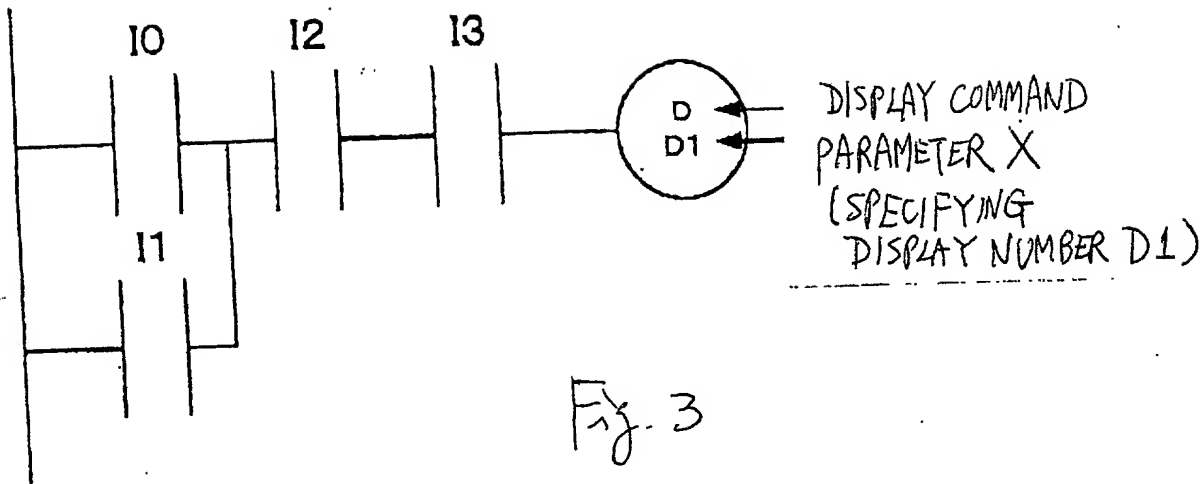 I0
I2
I3
D
D1
DISPLAY COMMAND
PARAMETER X
(SPECIFYING
DISPLAY NUMBER D1)
I1
Fig. 3